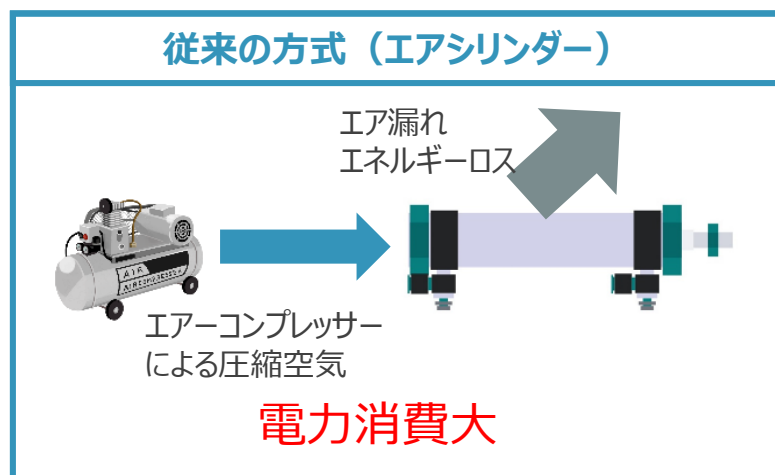 従来の方式（エアシリンダー）
エア漏れ
エネルギーロス
AIR
AIRCOMPRESSOR
エアーコンプレッサー
による圧縮空気
電力消費大